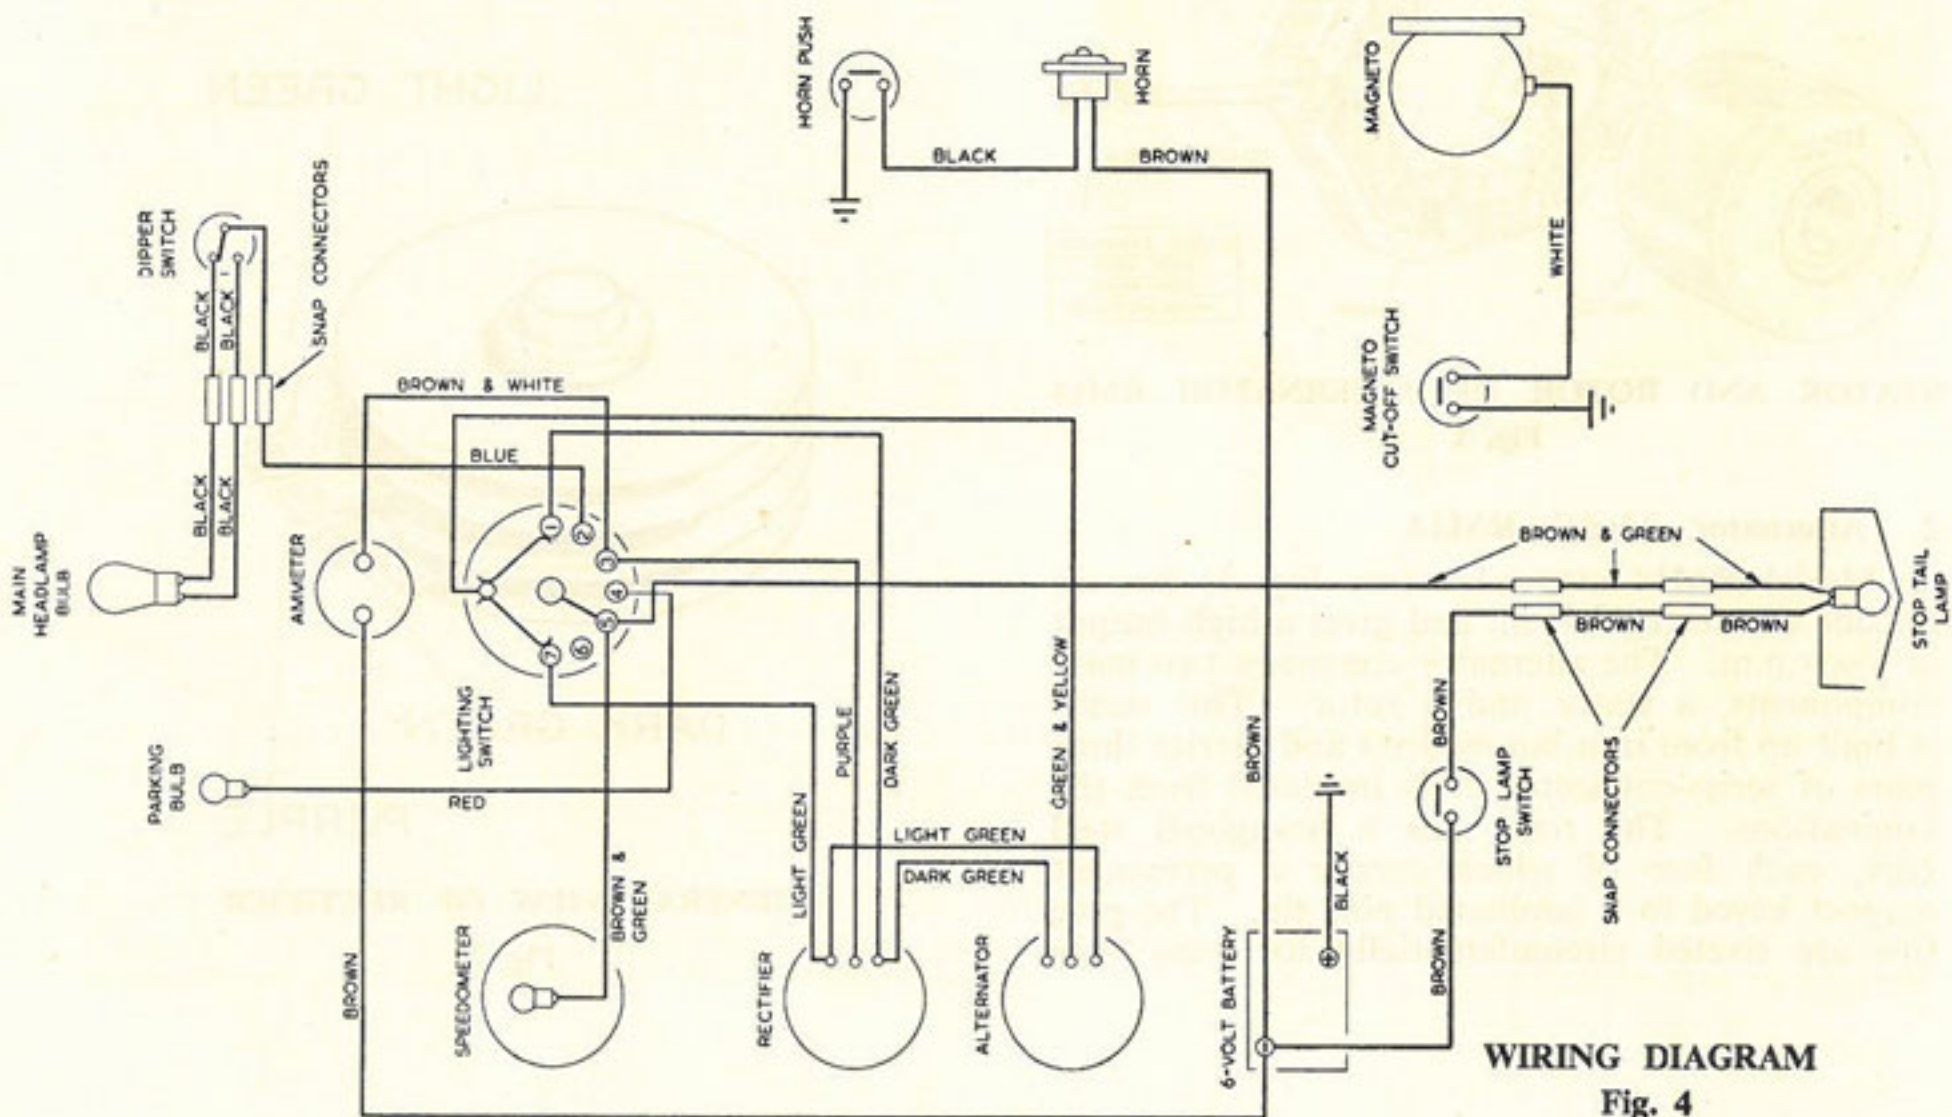 MAIN
HEADLAMP
BULB
BLACK
BLACK
BLACK
BLACK
DIPPER
SWITCH
SNAP CONNECTORS
PARKING
BULB
RED
AMMETER
BROWN & WHITE
BLUE
BROWN
LIGHTING
SWITCH
1
2
3
4
5
6
7
SPEEDOMETER
BROWN &
GREEN
HORN PUSH
BLACK
HORN
BROWN
RECTIFIER
LIGHT GREEN
PURPLE
DARK GREEN
LIGHT GREEN
DARK GREEN
ALTERNATOR
GREEN & YELLOW
BROWN
6-VOLT BATTERY
BLACK
MAGNETO
WHITE
MAGNETO
CUT-OFF SWITCH
BROWN & GREEN
BROWN
BROWN
STOP TAIL
LAMP
BROWN
STOP LAMP
SWITCH
BROWN
SNAP CONNECTORS
WIRING DIAGRAM
Fig. 4